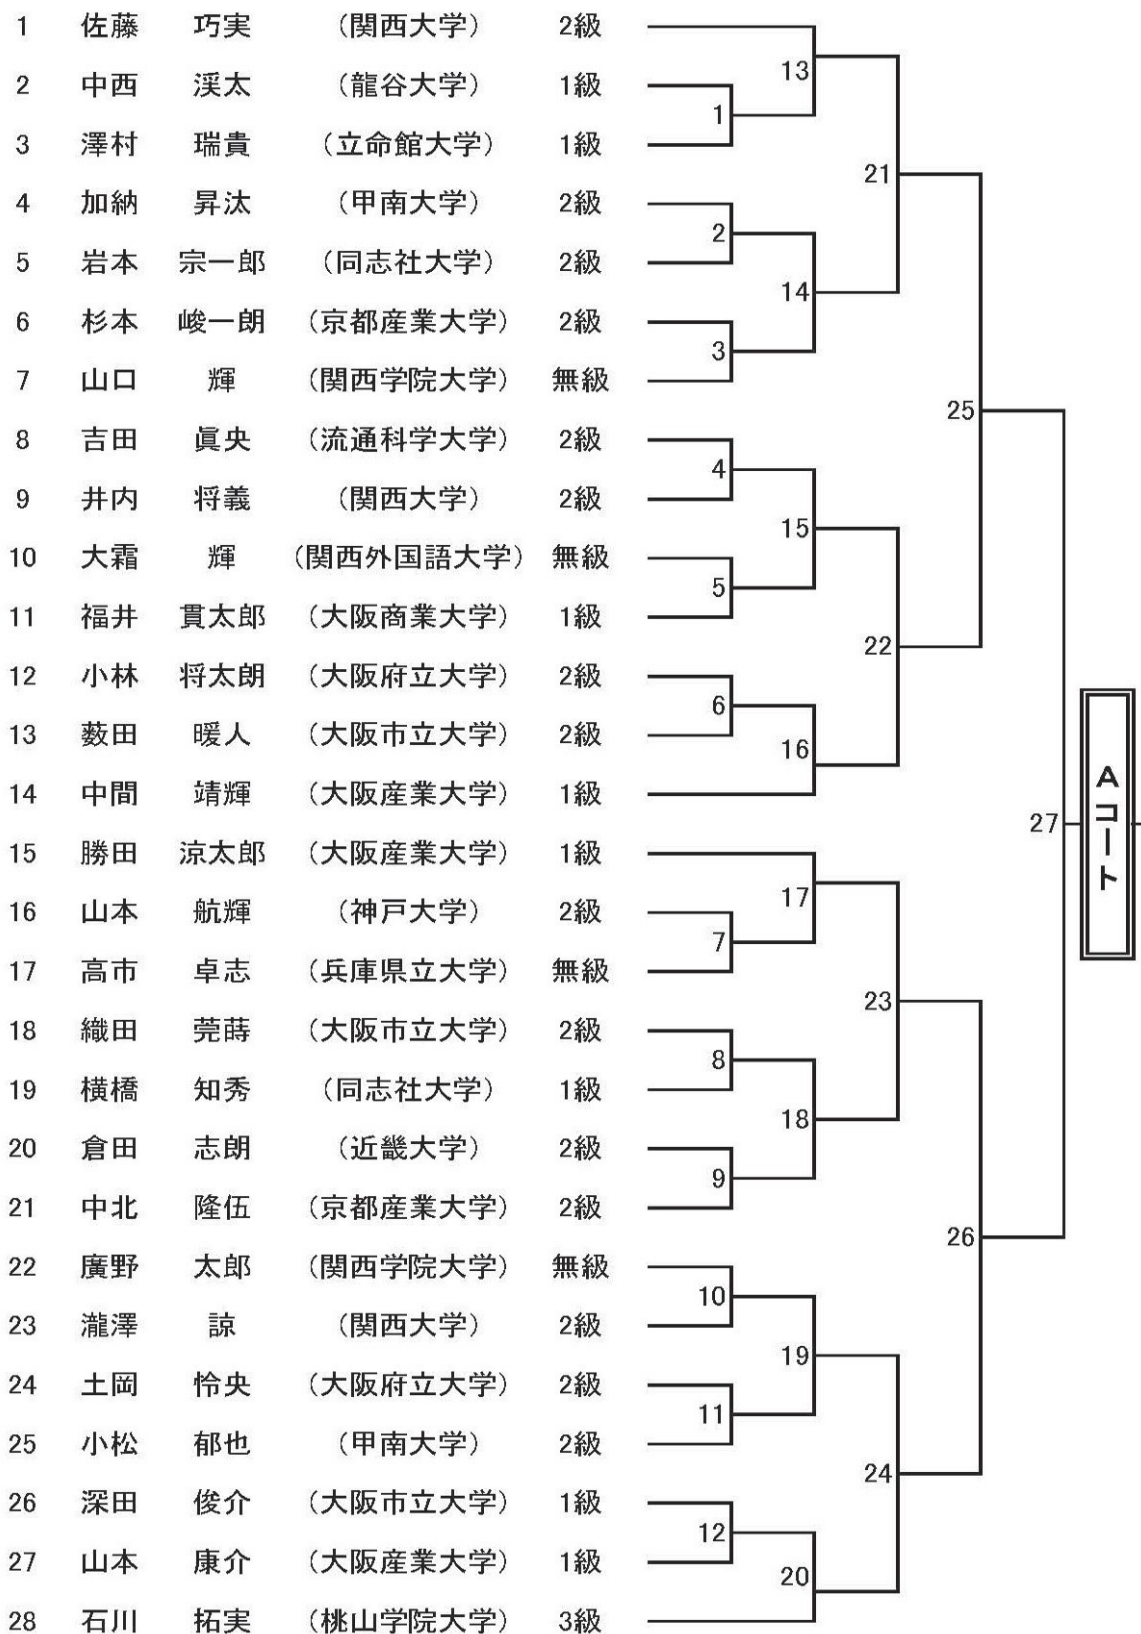 1 佐藤 巧実 (関西大学) 2級
2 中西 渓太 (龍谷大学) 1級
3 澤村 瑞貴 (立命館大学) 1級
4 加納 昇汰 (甲南大学) 2級
5 岩本 宗一郎 (同志社大学) 2級
6 杉本 峻一朗 (京都産業大学) 2級
7 山口 輝 (関西学院大学) 無級
8 吉田 眞央 (流通科学大学) 2級
9 井内 将義 (関西大学) 2級
10 大霜 輝 (関西外国語大学) 無級
11 福井 貫太郎 (大阪商業大学) 1級
12 小林 将太朗 (大阪府立大学) 2級
13 薮田 暖人 (大阪市立大学) 2級
14 中間 靖輝 (大阪産業大学) 1級
15 勝田 涼太郎 (大阪産業大学) 1級
16 山本 航輝 (神戸大学) 2級
17 高市 卓志 (兵庫県立大学) 無級
18 織田 莞蒔 (大阪市立大学) 2級
19 横橋 知秀 (同志社大学) 1級
20 倉田 志朗 (近畿大学) 2級
21 中北 隆伍 (京都産業大学) 2級
22 廣野 太郎 (関西学院大学) 無級
23 瀧澤 諒 (関西大学) 2級
24 土岡 怜央 (大阪府立大学) 2級
25 小松 郁也 (甲南大学) 2級
26 深田 俊介 (大阪市立大学) 1級
27 山本 康介 (大阪産業大学) 1級
28 石川 拓実 (桃山学院大学) 3級
1
2
3
4
5
6
7
8
9
10
11
12
13
14
15
16
17
18
19
20
21
22
23
24
25
26
27
Aコート